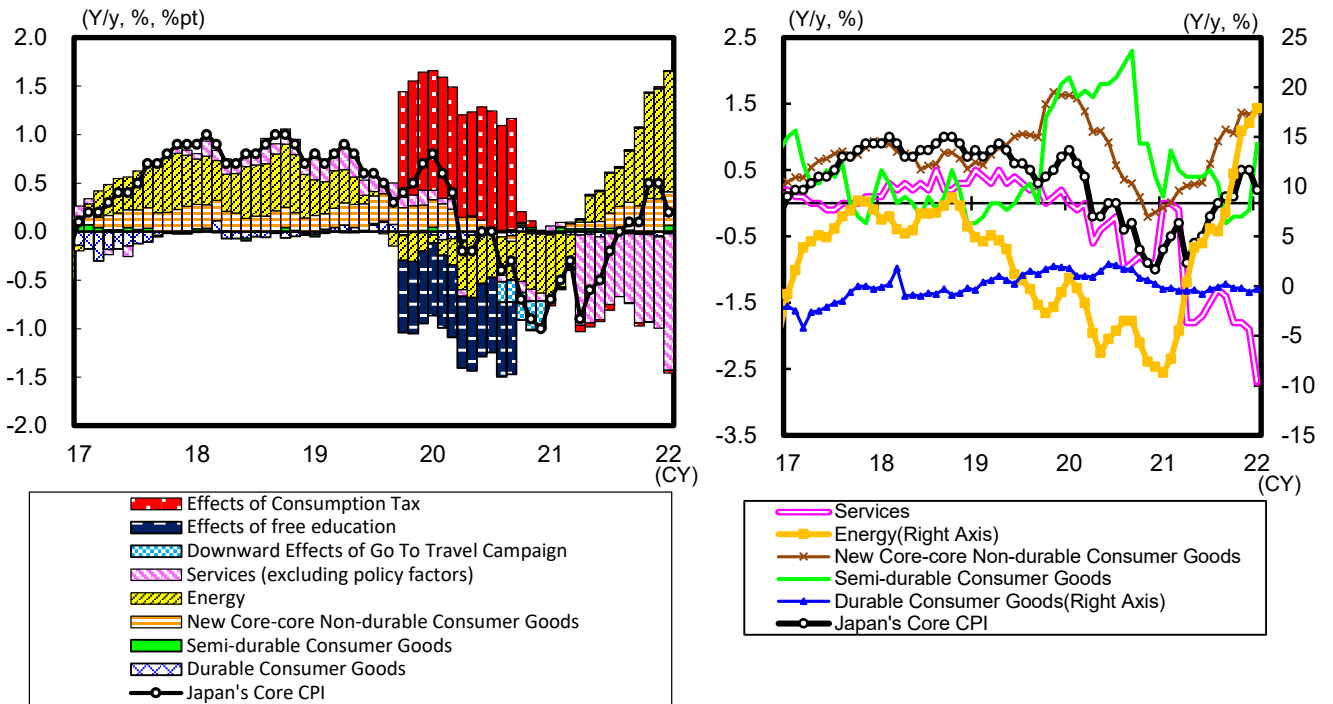 (Y/y, %, %pt)
2.0
1.5
1.0
0.5
0.0
-0.5
-1.0
-1.5
-2.0
17 18 19 20 21 22
(CY)
Effects of Consumption Tax
Effects of free education
Downward Effects of Go To Travel Campaign
Services (excluding policy factors)
Energy
New Core-core Non-durable Consumer Goods
Semi-durable Consumer Goods
Durable Consumer Goods
Japan's Core CPI
(Y/y, %) (Y/y, %)
2.5
1.5
0.5
-0.5
-1.5
-2.5
-3.5
25
20
15
10
5
0
-5
-10
-15
17 18 19 20 21 22
(CY)
Services
Energy(Right Axis)
New Core-core Non-durable Consumer Goods
Semi-durable Consumer Goods
Durable Consumer Goods(Right Axis)
Japan's Core CPI